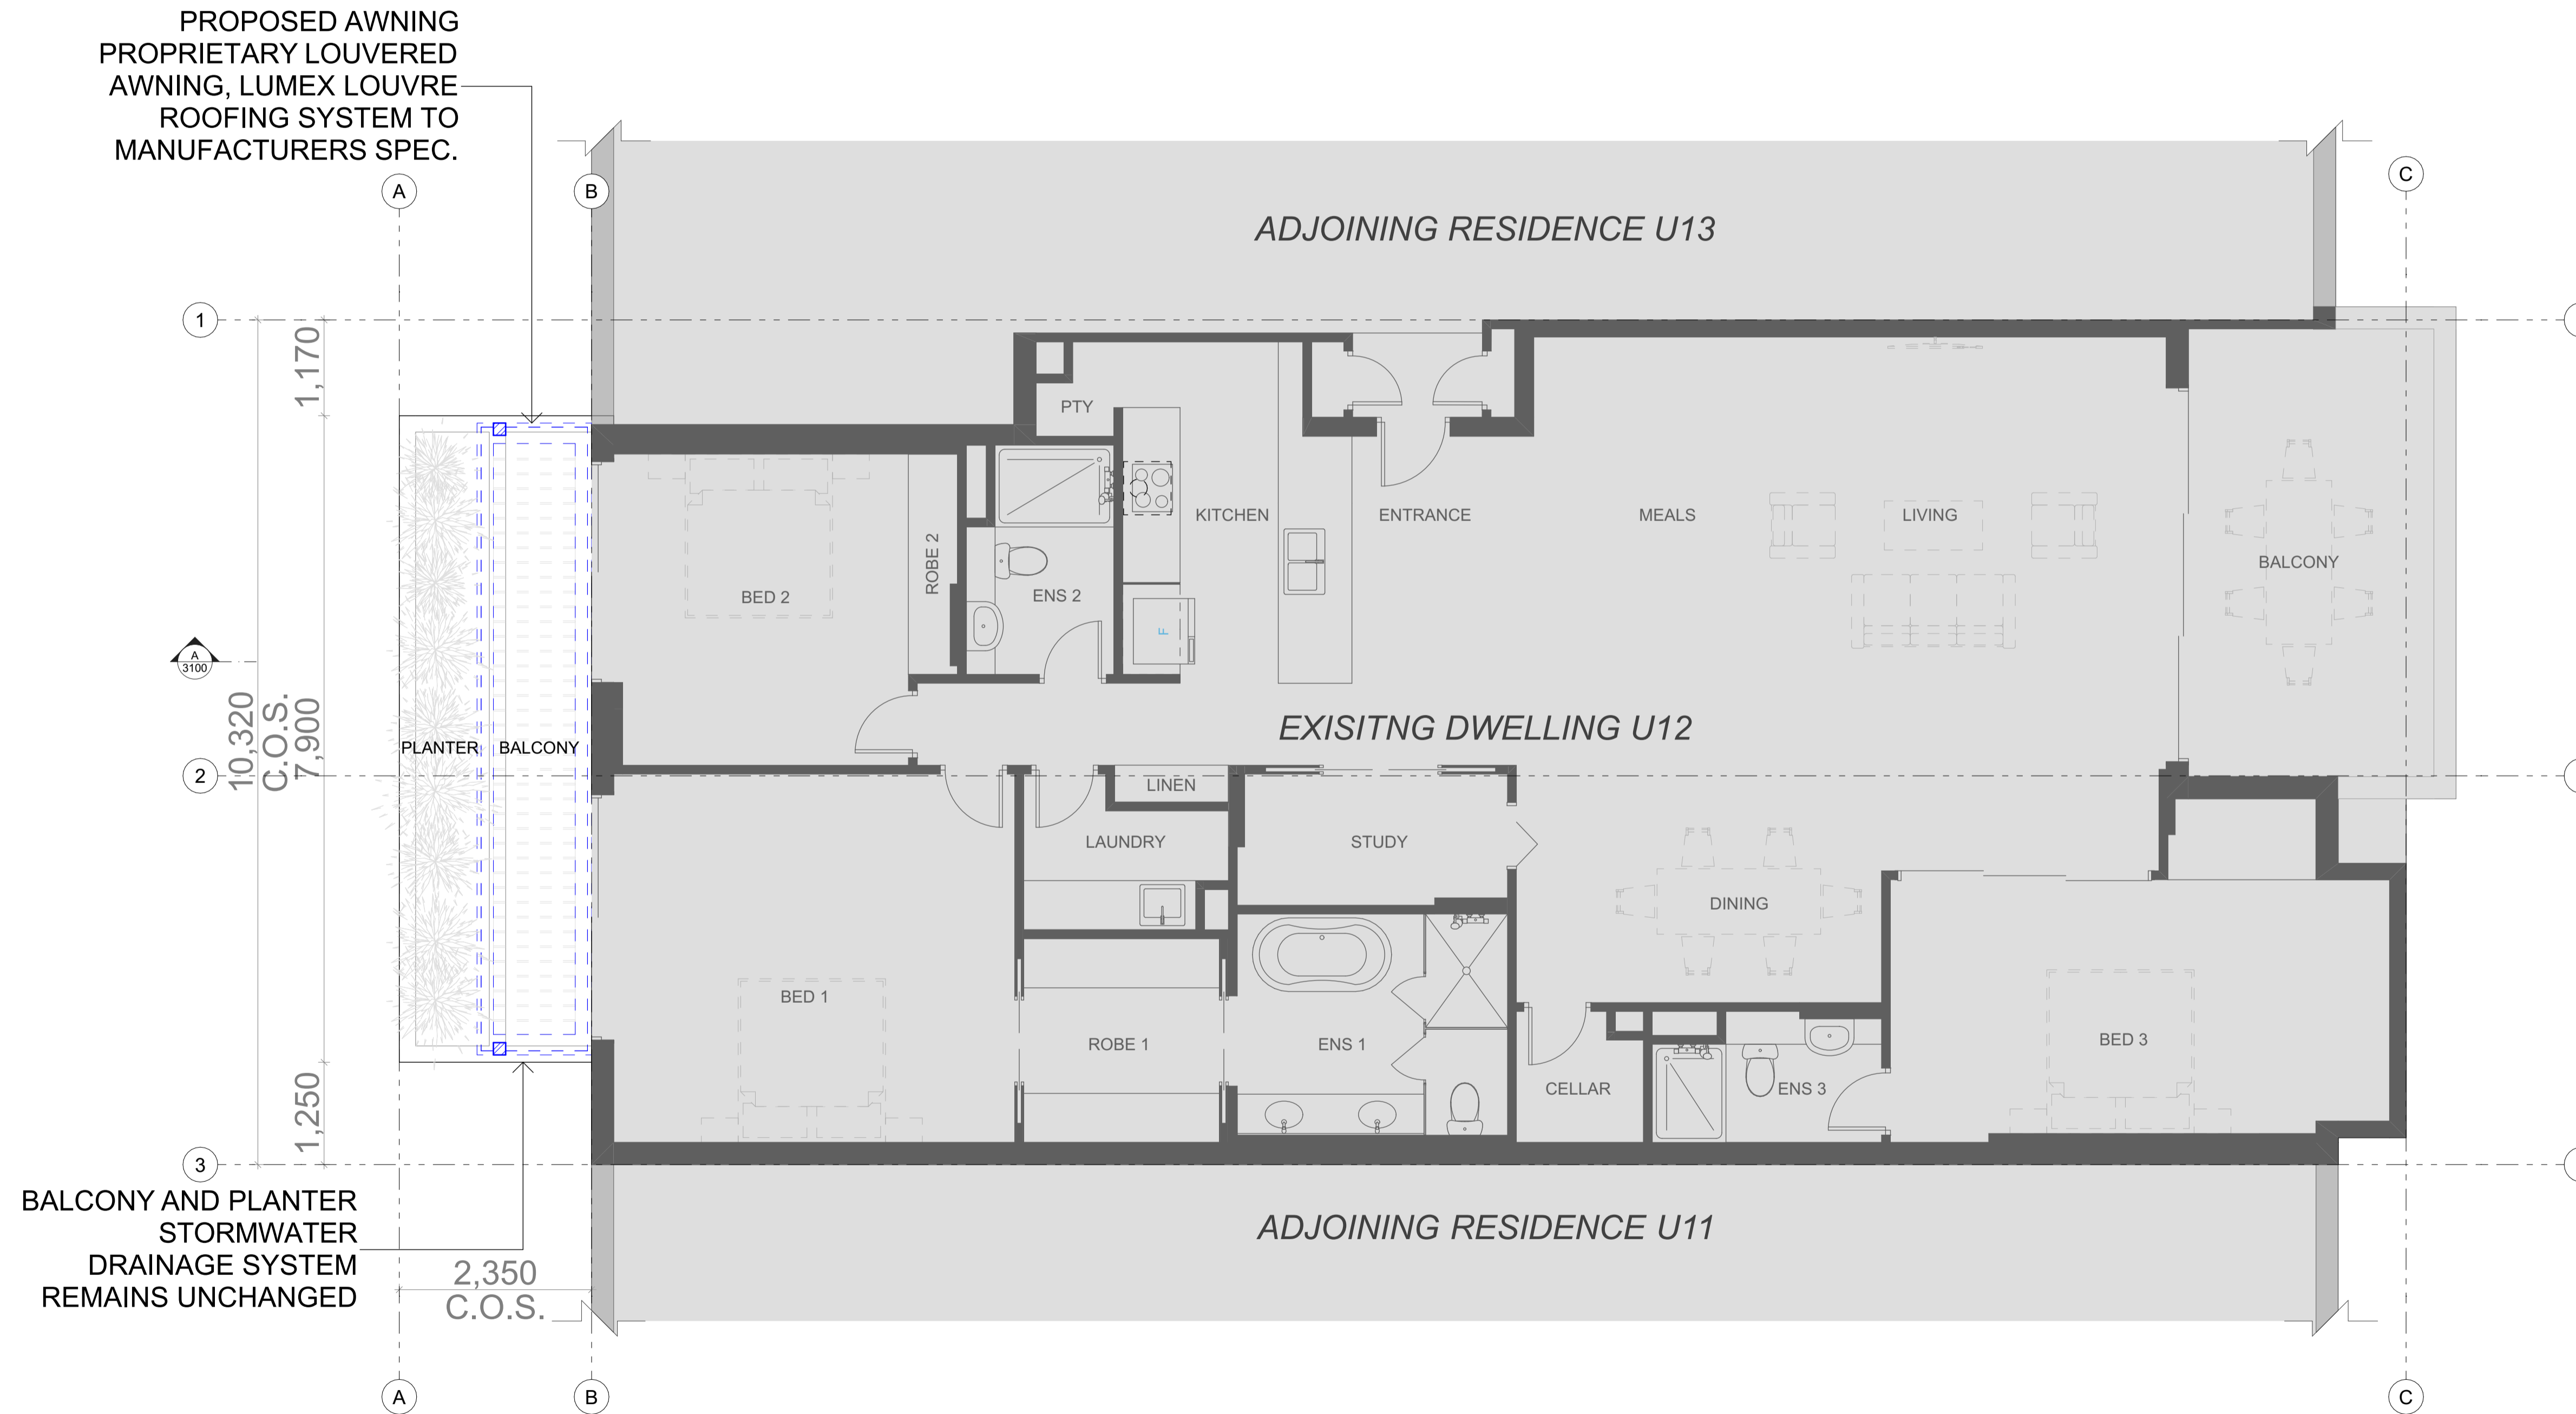 PROPOSED AWNING
PROPRIETARY LOUVERED
AWNING, LUMEX LOUVRE
ROOFING SYSTEM TO
MANUFACTURERS SPEC.
A
B
C
ADJOINING RESIDENCE U13
1
1,170
PTY
KITCHEN
ENTRANCE
MEALS
LIVING
BALCONY
BED 2
ROBE 2
ENS 2
F
A
3100
10,320
C.O.S.
7,900
PLANTER
BALCONY
EXISITNG DWELLING U12
2
LINEN
LAUNDRY
STUDY
DINING
BED 1
ROBE 1
ENS 1
CELLAR
ENS 3
BED 3
1,250
3
BALCONY AND PLANTER
STORMWATER
DRAINAGE SYSTEM
REMAINS UNCHANGED
2,350
C.O.S.
ADJOINING RESIDENCE U11
A
B
C